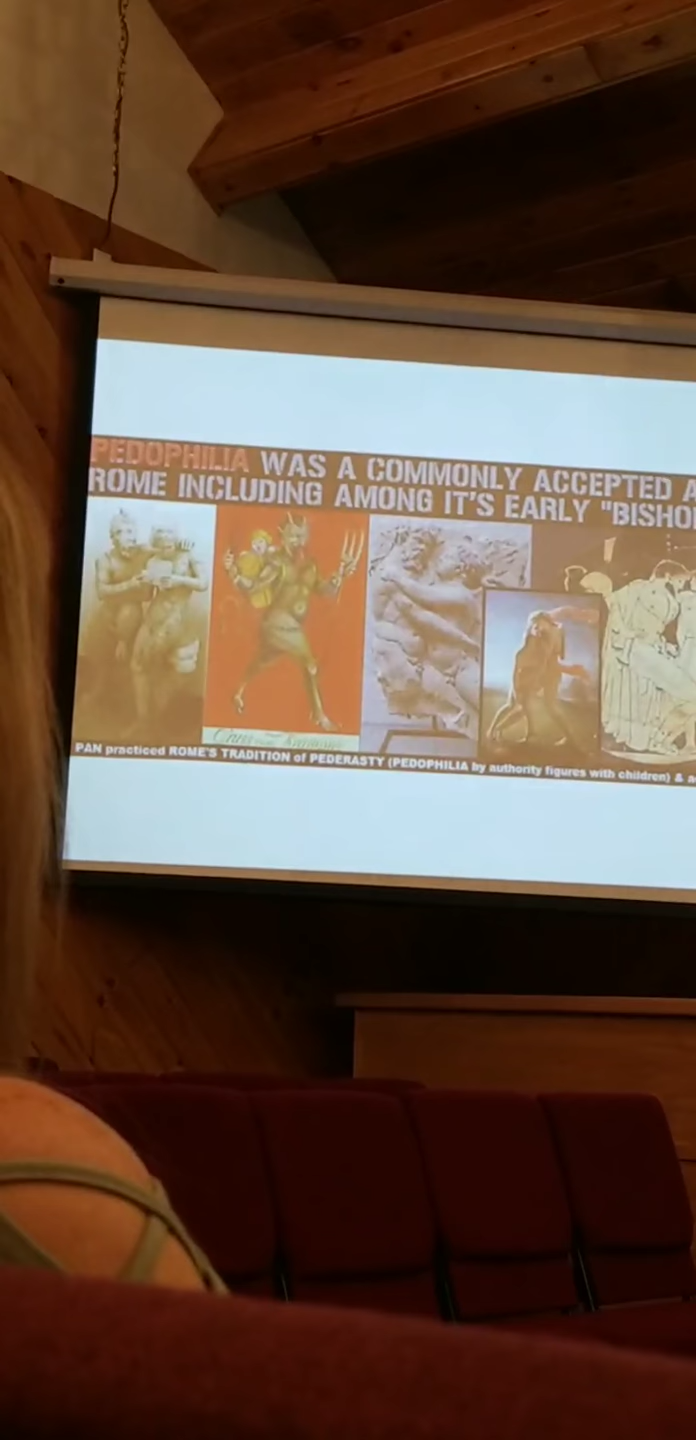 PEDOPHILIA WAS A COMMONLY ACCEPTED A
ROME INCLUDING AMONG IT'S EARLY "BISHO
PAN practiced ROME'S TRADITION of PEDERASTY (PEDOPHILIA by authority figures with children) & a